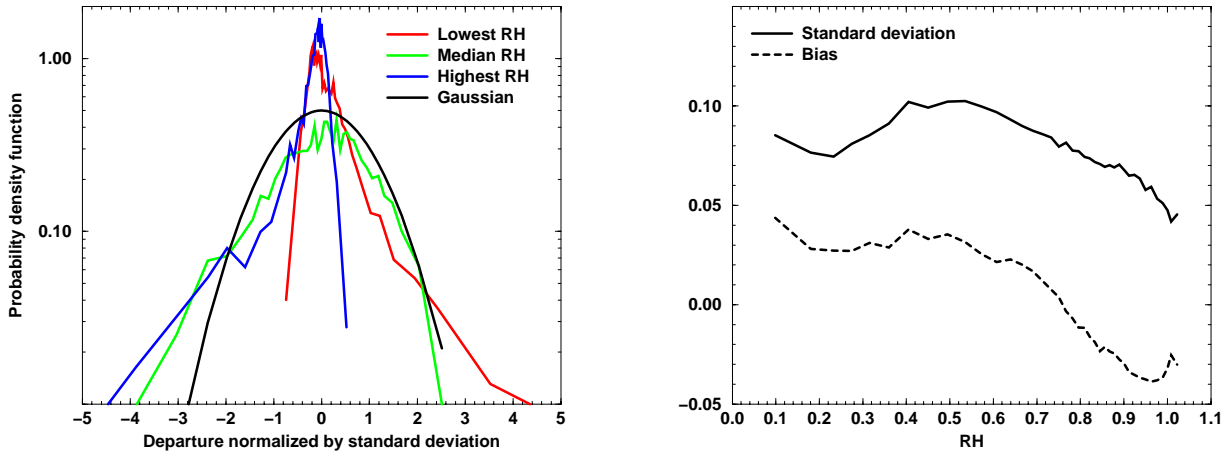 Probability density function
1.00
0.10
Lowest RH
Median RH
Highest RH
Gaussian
−5 −4 −3 −2 −1 0 1 2 3 4 5
Departure normalized by standard deviation
0.10
0.05
0.00
−0.05
Standard deviation
Bias
0.0 0.1 0.2 0.3 0.4 0.5 0.6 0.7 0.8 0.9 1.0 1.1
RH